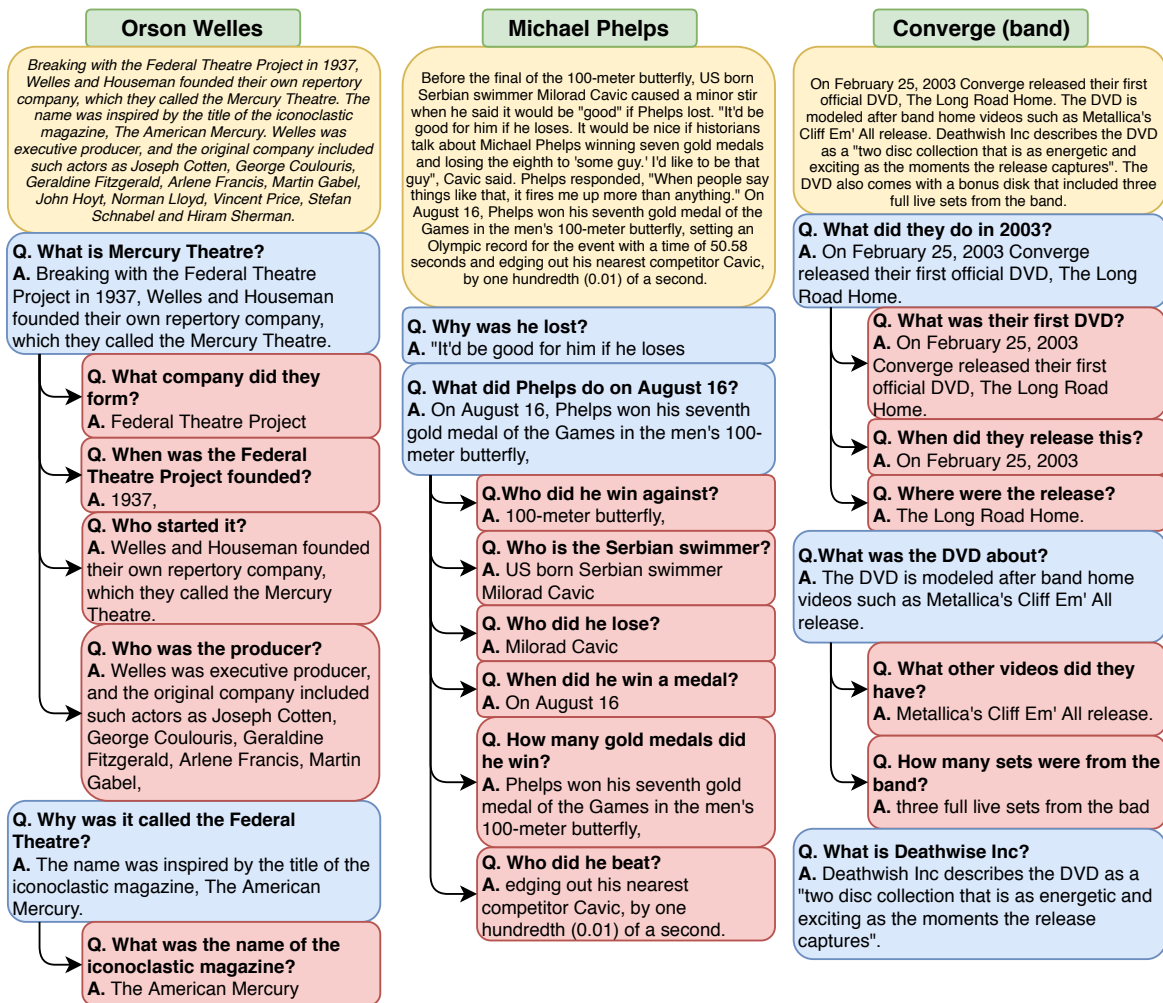 Orson Welles
Breaking with the Federal Theatre Project in 1937,
Welles and Houseman founded their own repertory
company, which they called the Mercury Theatre. The
name was inspired by the title of the iconoclastic
magazine, The American Mercury. Welles was
executive producer, and the original company included
such actors as Joseph Cotten, George Coulouris,
Geraldine Fitzgerald, Arlene Francis, Martin Gabel,
John Hoyt, Norman Lloyd, Vincent Price, Stefan
Schnabel and Hiram Sherman.
Q. What is Mercury Theatre?
A. Breaking with the Federal Theatre
Project in 1937, Welles and Houseman
founded their own repertory company,
which they called the Mercury Theatre.
Q. What company did they
form?
A. Federal Theatre Project
Q. When was the Federal
Theatre Project founded?
A. 1937,
Q. Who started it?
A. Welles and Houseman founded
their own repertory company,
which they called the Mercury
Theatre.
Q. Who was the producer?
A. Welles was executive producer,
and the original company included
such actors as Joseph Cotten,
George Coulouris, Geraldine
Fitzgerald, Arlene Francis, Martin
Gabel,
Q. Why was it called the Federal
Theatre?
A. The name was inspired by the title of the
iconoclastic magazine, The American
Mercury.
Q. What was the name of the
iconoclastic magazine?
A. The American Mercury
Michael Phelps
Before the final of the 100-meter butterfly, US born
Serbian swimmer Milorad Cavic caused a minor stir
when he said it would be "good" if Phelps lost. "It'd be
good for him if he loses. It would be nice if historians
talk about Michael Phelps winning seven gold medals
and losing the eighth to 'some guy.' I'd like to be that
guy", Cavic said. Phelps responded, "When people say
things like that, it fires me up more than anything." On
August 16, Phelps won his seventh gold medal of the
Games in the men's 100-meter butterfly, setting an
Olympic record for the event with a time of 50.58
seconds and edging out his nearest competitor Cavic,
by one hundredth (0.01) of a second.
Q. Why was he lost?
A. "It'd be good for him if he loses
Q. What did Phelps do on August 16?
A. On August 16, Phelps won his seventh
gold medal of the Games in the men's 100-
meter butterfly,
Q.Who did he win against?
A. 100-meter butterfly,
Q. Who is the Serbian swimmer?
A. US born Serbian swimmer
Milorad Cavic
Q. Who did he lose?
A. Milorad Cavic
Q. When did he win a medal?
A. On August 16
Q. How many gold medals did
he win?
A. Phelps won his seventh gold
medal of the Games in the men's
100-meter butterfly,
Q. Who did he beat?
A. edging out his nearest
competitor Cavic, by one
hundredth (0.01) of a second.
Converge (band)
On February 25, 2003 Converge released their first
official DVD, The Long Road Home. The DVD is
modeled after band home videos such as Metallica's
Cliff Em' All release. Deathwish Inc describes the DVD
as a "two disc collection that is as energetic and
exciting as the moments the release captures". The
DVD also comes with a bonus disk that included three
full live sets from the band.
Q. What did they do in 2003?
A. On February 25, 2003 Converge
released their first official DVD, The Long
Road Home.
Q. What was their first DVD?
A. On February 25, 2003
Converge released their first
official DVD, The Long Road
Home.
Q. When did they release this?
A. On February 25, 2003
Q. Where were the release?
A. The Long Road Home.
Q.What was the DVD about?
A. The DVD is modeled after band home
videos such as Metallica's Cliff Em' All
release.
Q. What other videos did they
have?
A. Metallica's Cliff Em' All release.
Q. How many sets were from the
band?
A. three full live sets from the bad
Q. What is Deathwise Inc?
A. Deathwish Inc describes the DVD as a
"two disc collection that is as energetic and
exciting as the moments the release
captures".